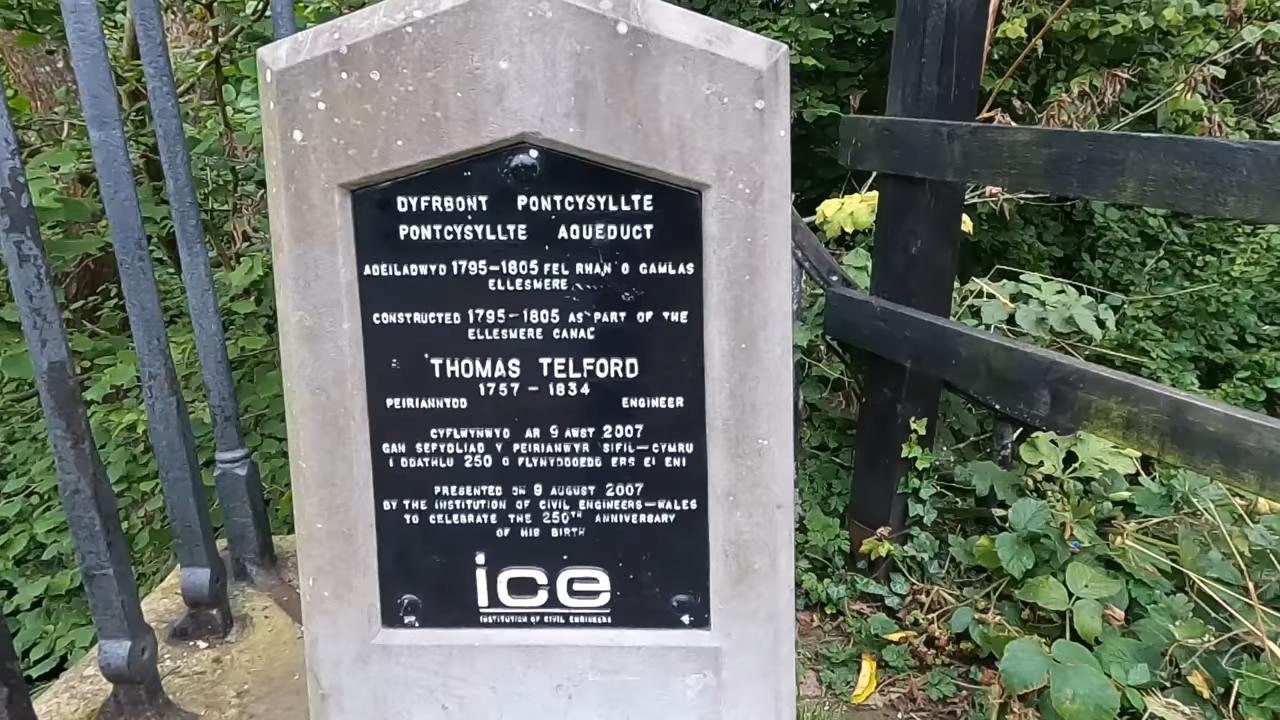 DYFRBONT PONTCYSYLLTE
PONTCYSYLLTE AQUEDUCT
ADEILADWYD 1795-1805 FEL RHAN O GAMLAS
ELLESMERE
CONSTRUCTED 1795-1805 AS PART OF THE
ELLESMERE CANAL
THOMAS TELFORD
1757 - 1834
PEIRIANNYDD ENGINEER
CYFLWYNWYD AR 9 AWST 2007
GAN SEFYDLIAD Y PEIRIANWYR SIFIL-CYMRU
I DDATHLU 250 O FLYNYDDOEDD ERS EI ENI
PRESENTED ON 9 AUGUST 2007
BY THE INSTITUTION OF CIVIL ENGINEERS-WALES
TO CELEBRATE THE 250TH ANNIVERSARY
OF HIS BIRTH
ice
INSTITUTION OF CIVIL ENGINEERS